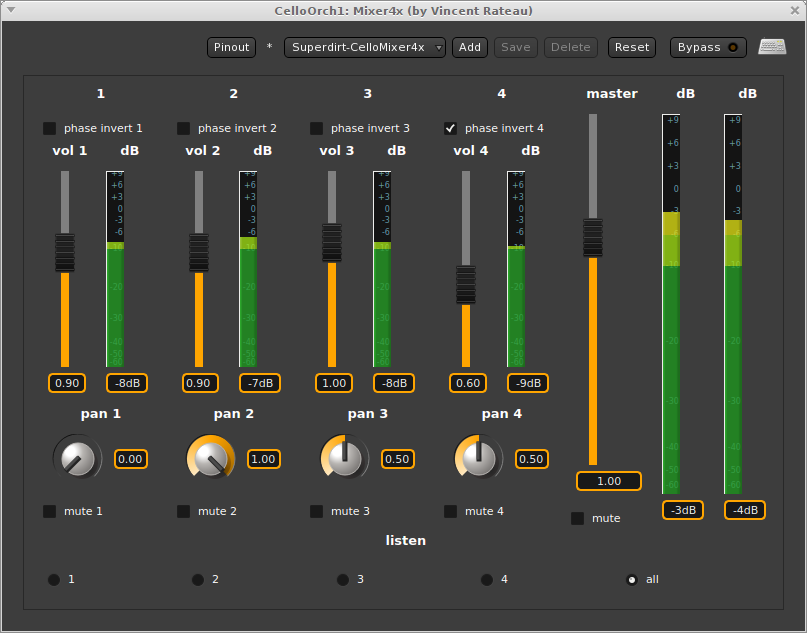 CelloOrch1: Mixer4x (by Vincent Rateau)
Pinout * Superdirt-CelloMixer4x Add Save Delete Reset Bypass
1 2 3 4 master dB dB
phase invert 1 phase invert 2 phase invert 3 phase invert 4
vol 1 dB vol 2 dB vol 3 dB vol 4 dB
+9 +9 +9 +9 +9 +9
+6 +6 +6 +6 +6 +6
+3 +3 +3 +3 +3 +3
0 0 0 0 0 0
-3 -3 -3 -3 -3 -3
-6 -6 -6 -6
-10 -10 -10 -10 -10 -10
-20 -20 -20 -20 -20 -20
-30 -30 -30 -30 -30 -30
-40 -40 -40 -40 -40 -40
-50 -50 -50 -50 -50 -50
-60 -60 -60 -60 -60 -60
0.90 -8dB 0.90 -7dB 1.00 -8dB 0.60 -9dB
pan 1 pan 2 pan 3 pan 4
0.00 1.00 0.50 0.50
1.00
mute 1 mute 2 mute 3 mute 4 mute -3dB -4dB
listen
1 2 3 4 all